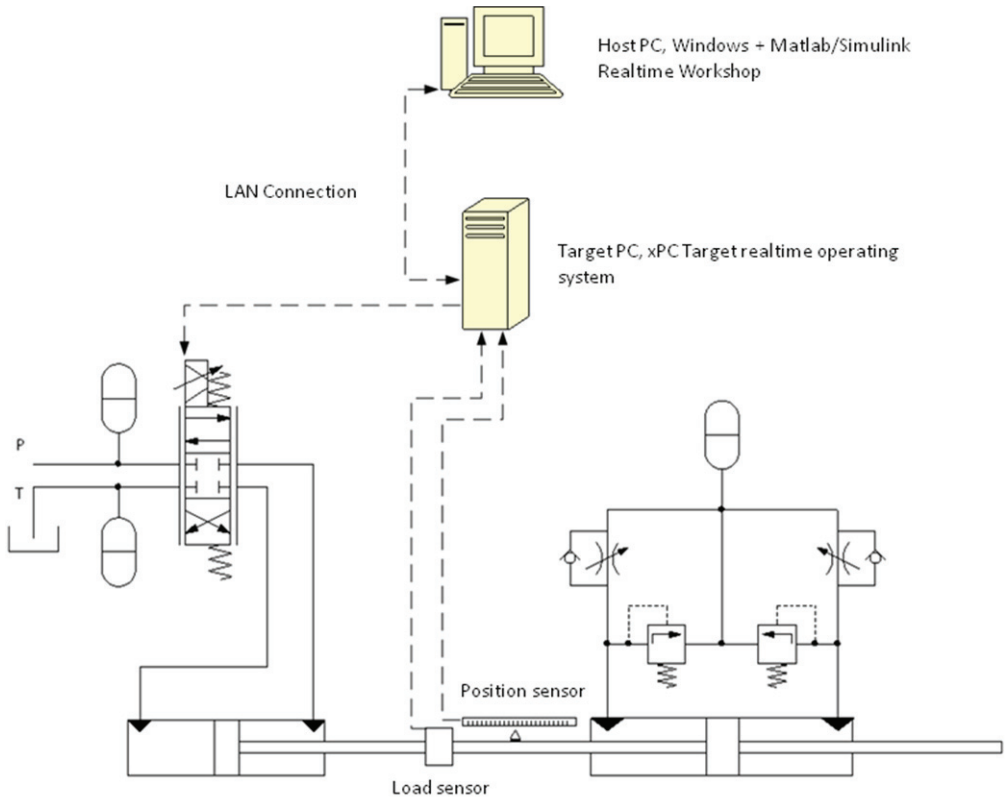 Host PC, Windows + Matlab/Simulink
Realtime Workshop
LAN Connection
Target PC, xPC Target realtime operating
system
P
T
Position sensor
Load sensor